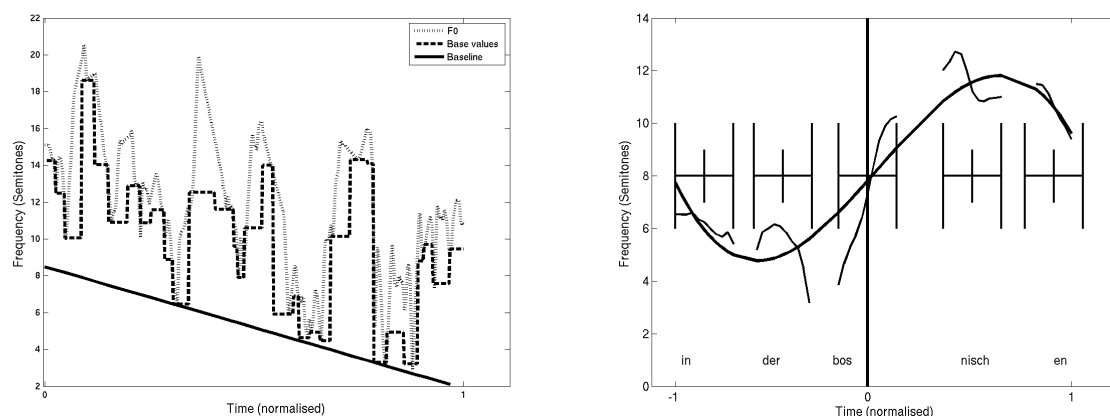 22
20
18
16
14
12
10
8
6
4
2
Frequency (Semitones)
F0
Base values
Baseline
0
1
Time (normalised)
14
12
10
8
6
4
2
0
Frequency (Semitones)
in der bos nisch en
-1 0 1
Time (normalised)